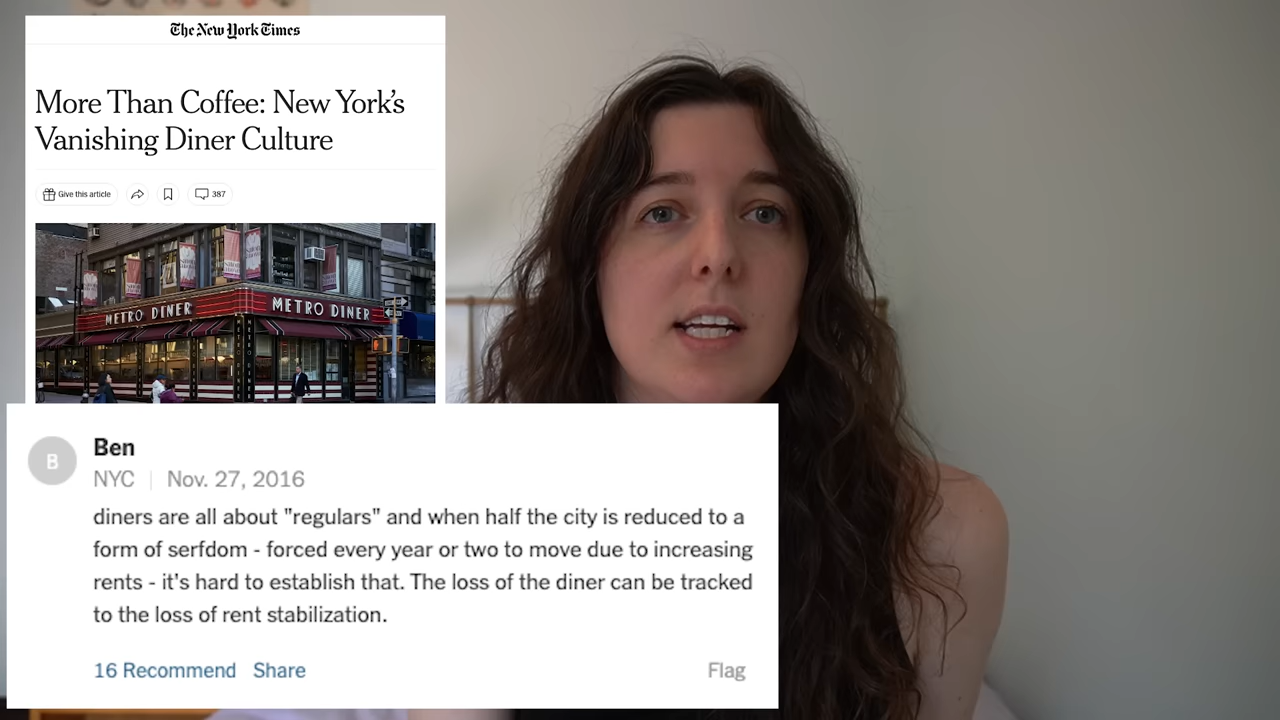 The New York Times
More Than Coffee: New York's
Vanishing Diner Culture
Give this article
387
METRO DINER
METRO DINER
B
Ben
NYC | Nov. 27, 2016
diners are all about "regulars" and when half the city is reduced to a
form of serfdom - forced every year or two to move due to increasing
rents - it's hard to establish that. The loss of the diner can be tracked
to the loss of rent stabilization.
16 Recommend Share
Flag